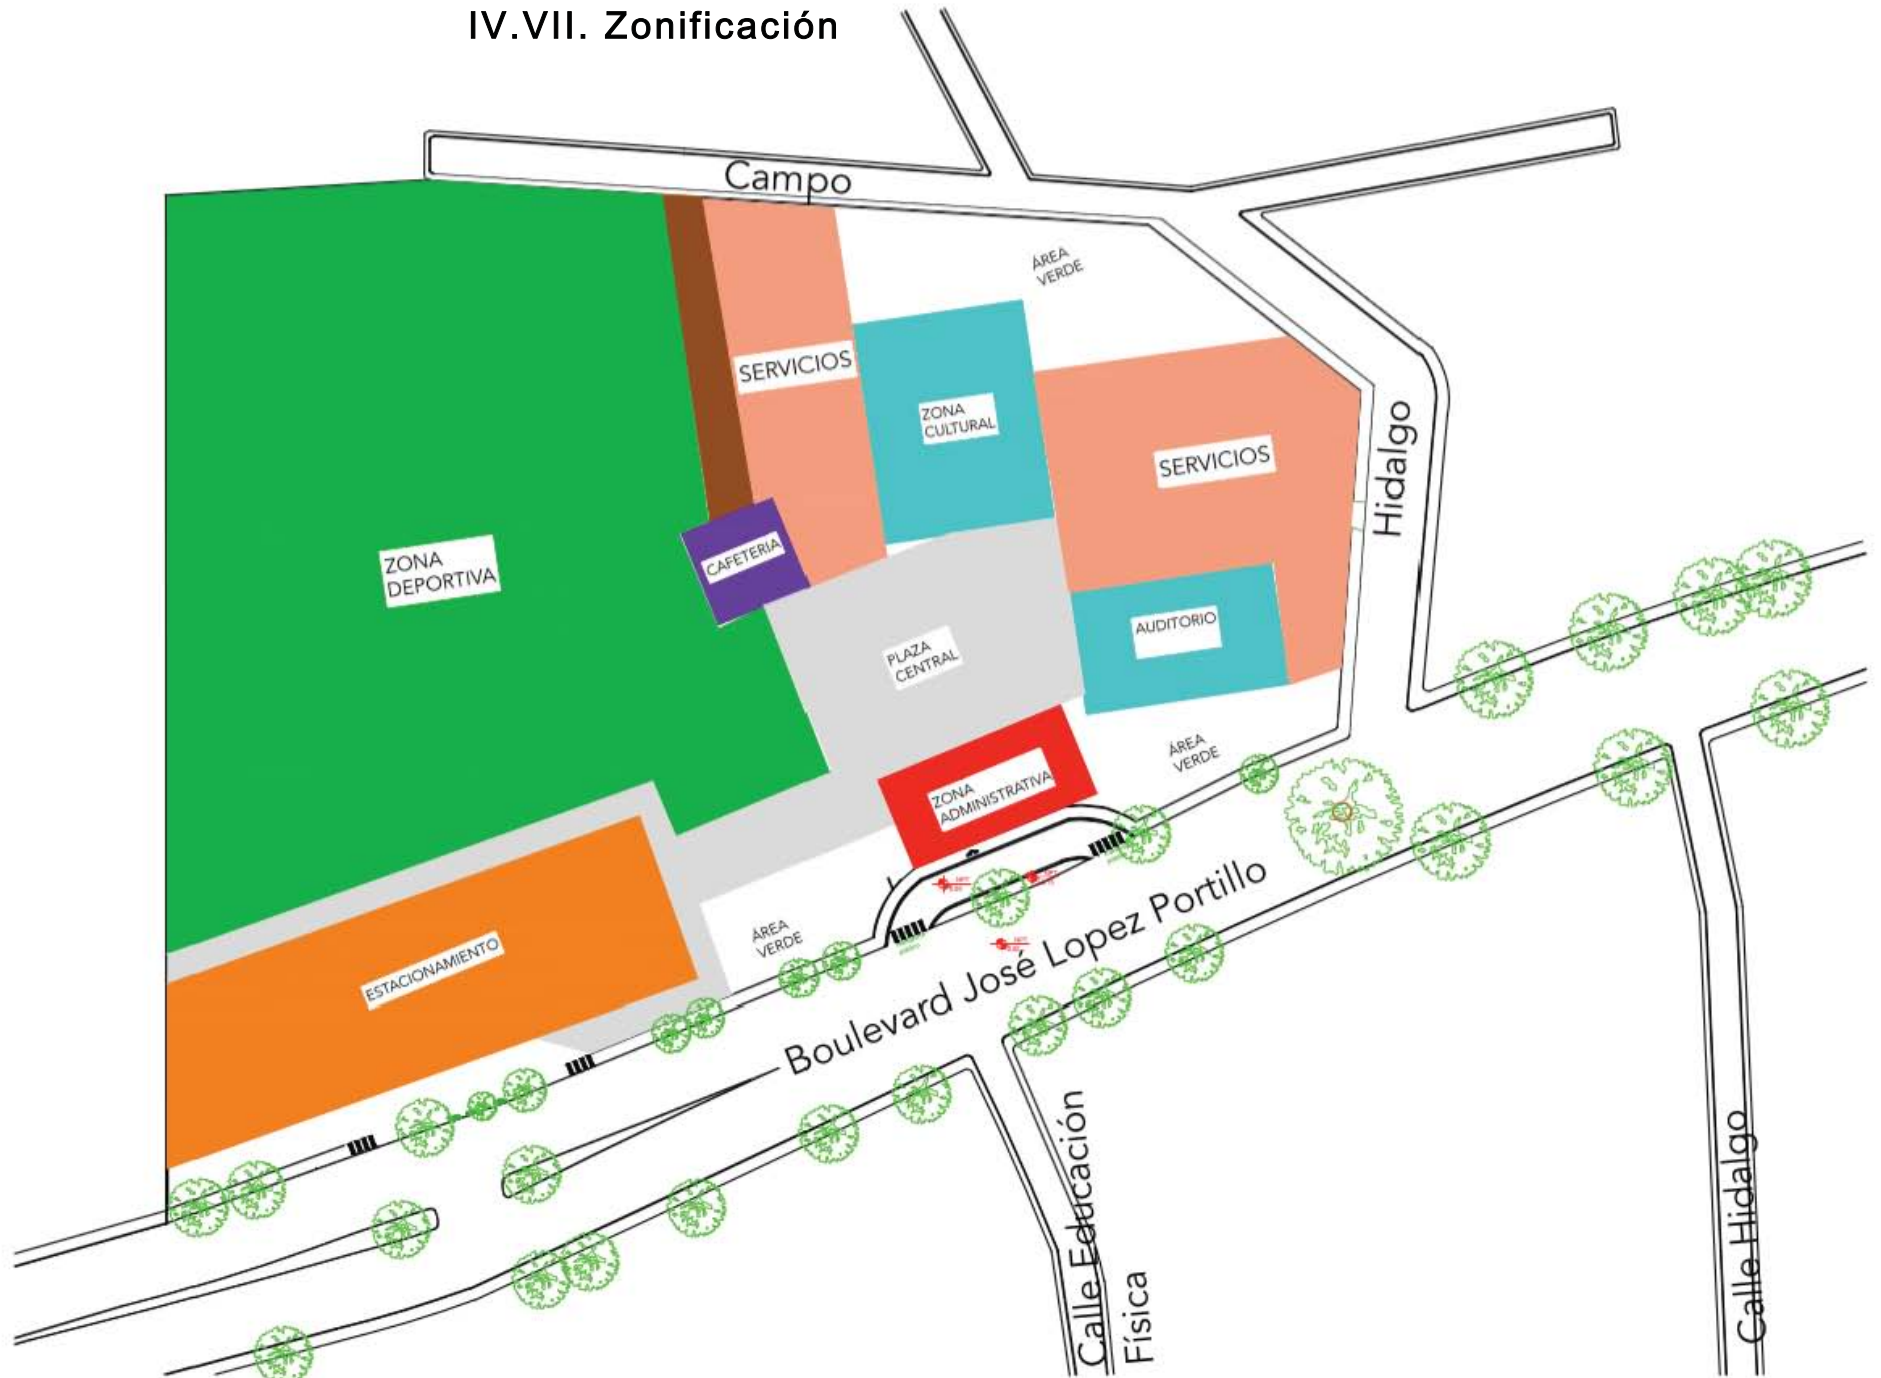 IV.VII. Zonificación
Campo
ÁREA
VERDE
SERVICIOS
ZONA
CULTURAL
SERVICIOS
Hidalgo
ZONA
DEPORTIVA
CAFETERIA
AUDITORIO
PLAZA
CENTRAL
ÁREA
VERDE
ZONA
ADMINISTRATIVA
ÁREA
VERDE
ESTACIONAMIENTO
Boulevard José Lopez Portillo
Calle Educación
Física
Calle Hidalgo